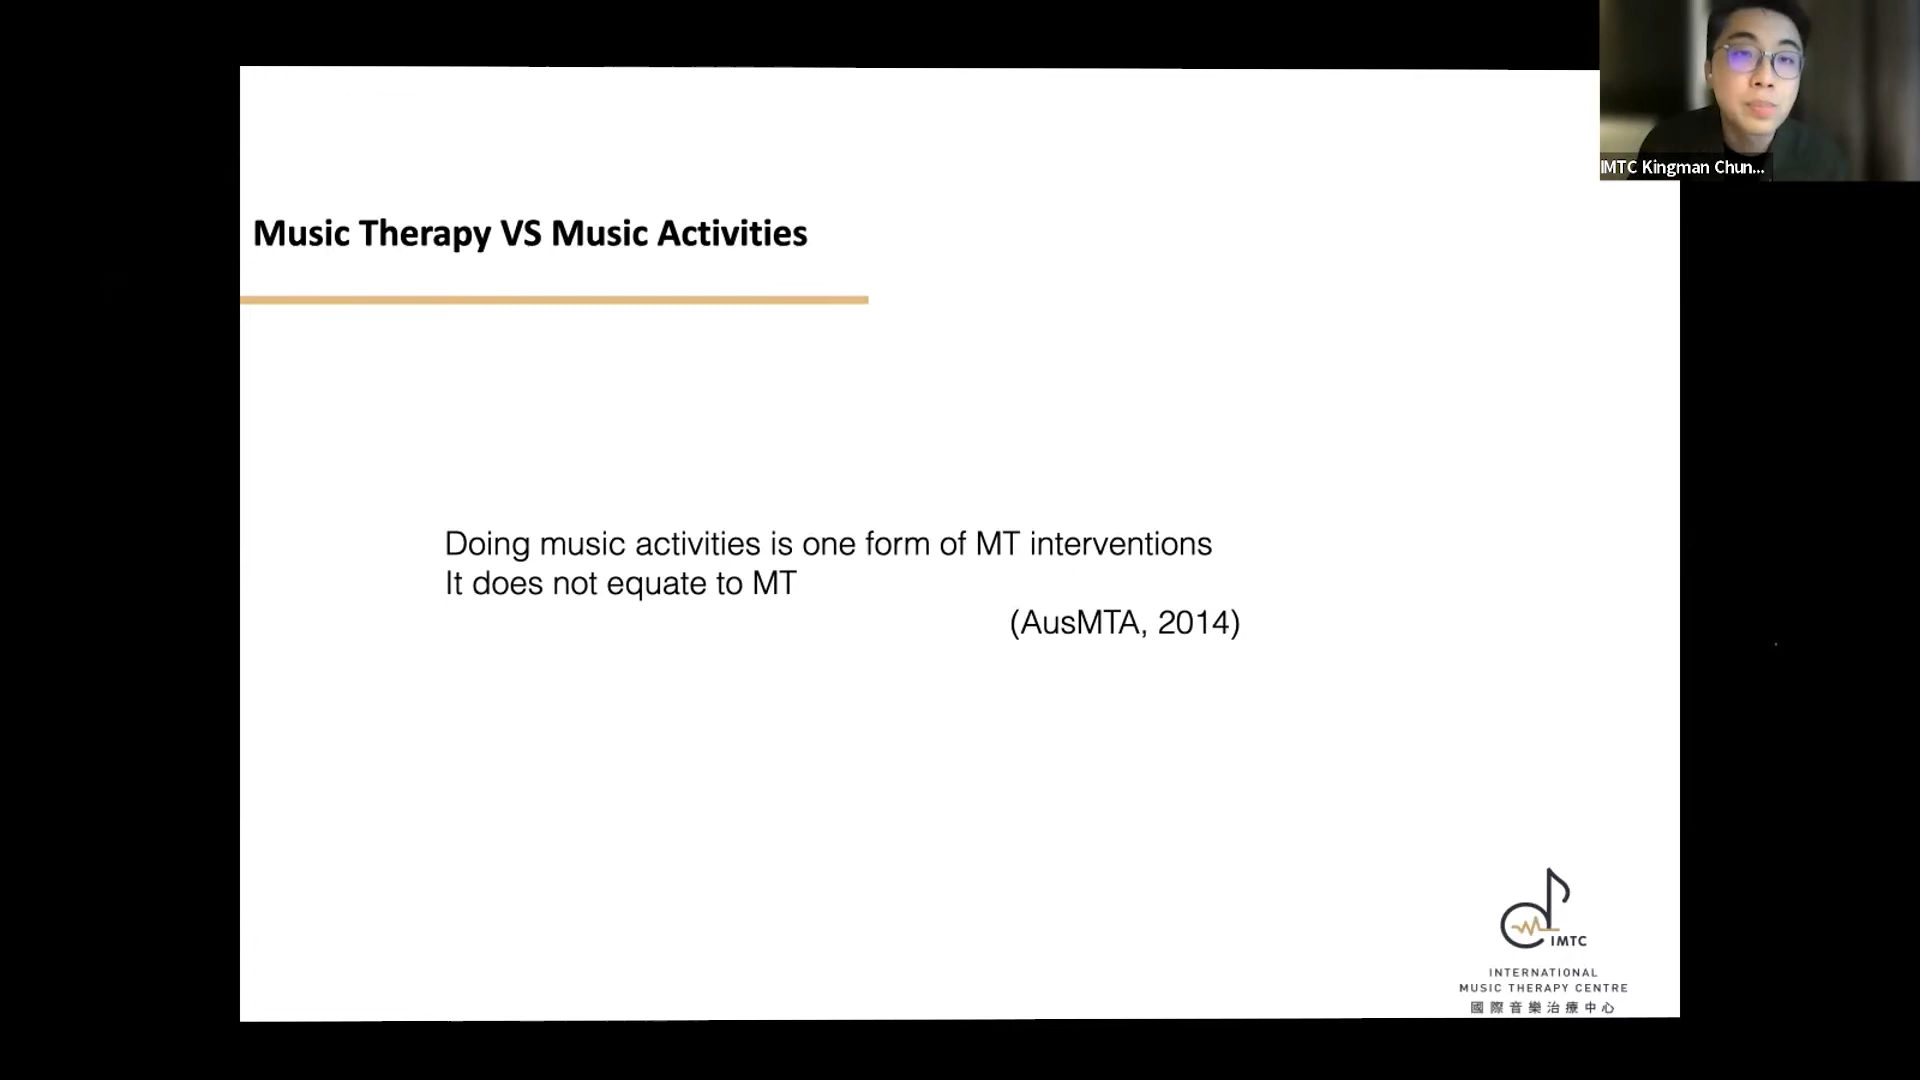 IMTC Kingman Chun...
Music Therapy VS Music Activities
Doing music activities is one form of MT interventions
It does not equate to MT
(AusMTA, 2014)
IMTC
INTERNATIONAL
MUSIC THERAPY CENTRE
國際音樂治療中心